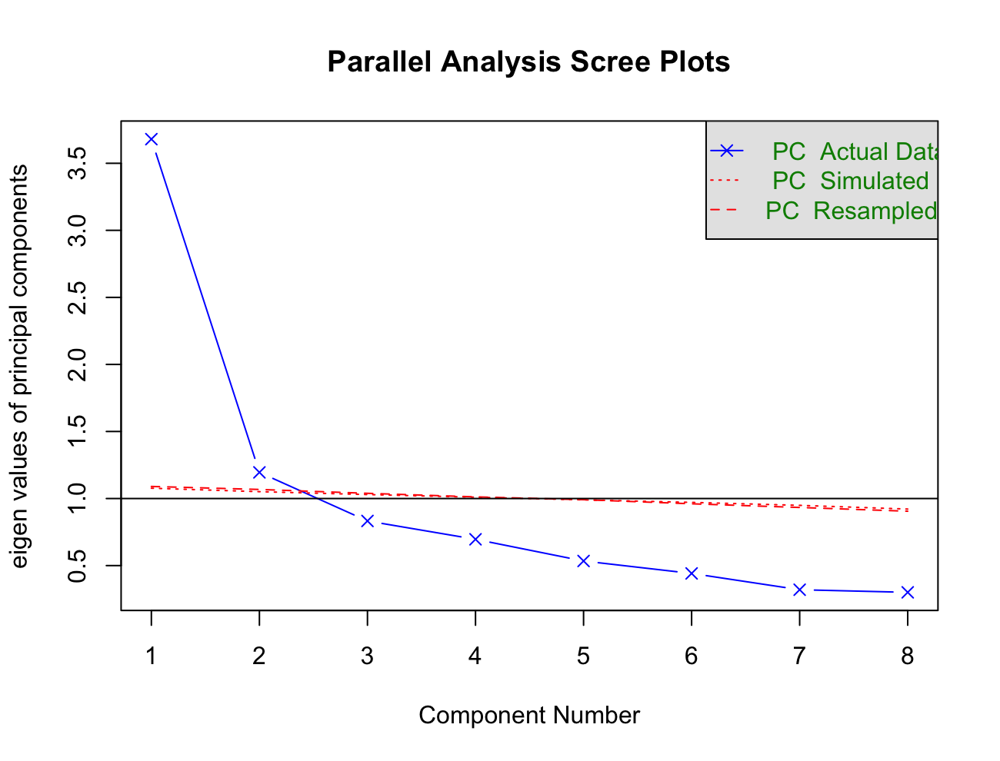 Parallel Analysis Scree Plots
PC Actual Data
PC Simulated
PC Resampled
eigen values of principal components
3.5
3.0
2.5
2.0
1.5
1.0
0.5
1 2 3 4 5 6 7 8
Component Number